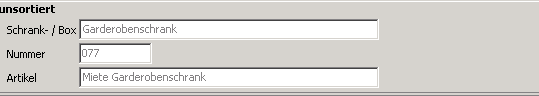 unsortiert
Schrank- / Box Garderobenschrank
Nummer 077
Artikel Miete Garderobenschrank